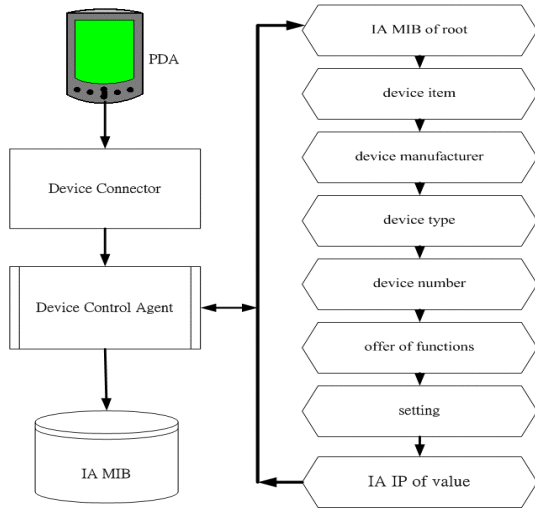 PDA
Device Connector
Device Control Agent
IA MIB
IA MIB of root
device item
device manufacturer
device type
device number
offer of functions
setting
IA IP of value